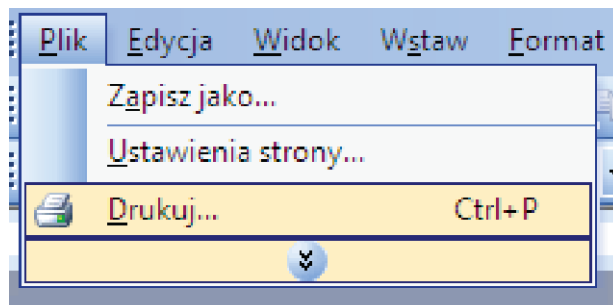 Plik Edycja Widok Wstaw Format
Zapisz jako...
Ustawienia strony...
Drukuj... Ctrl+P